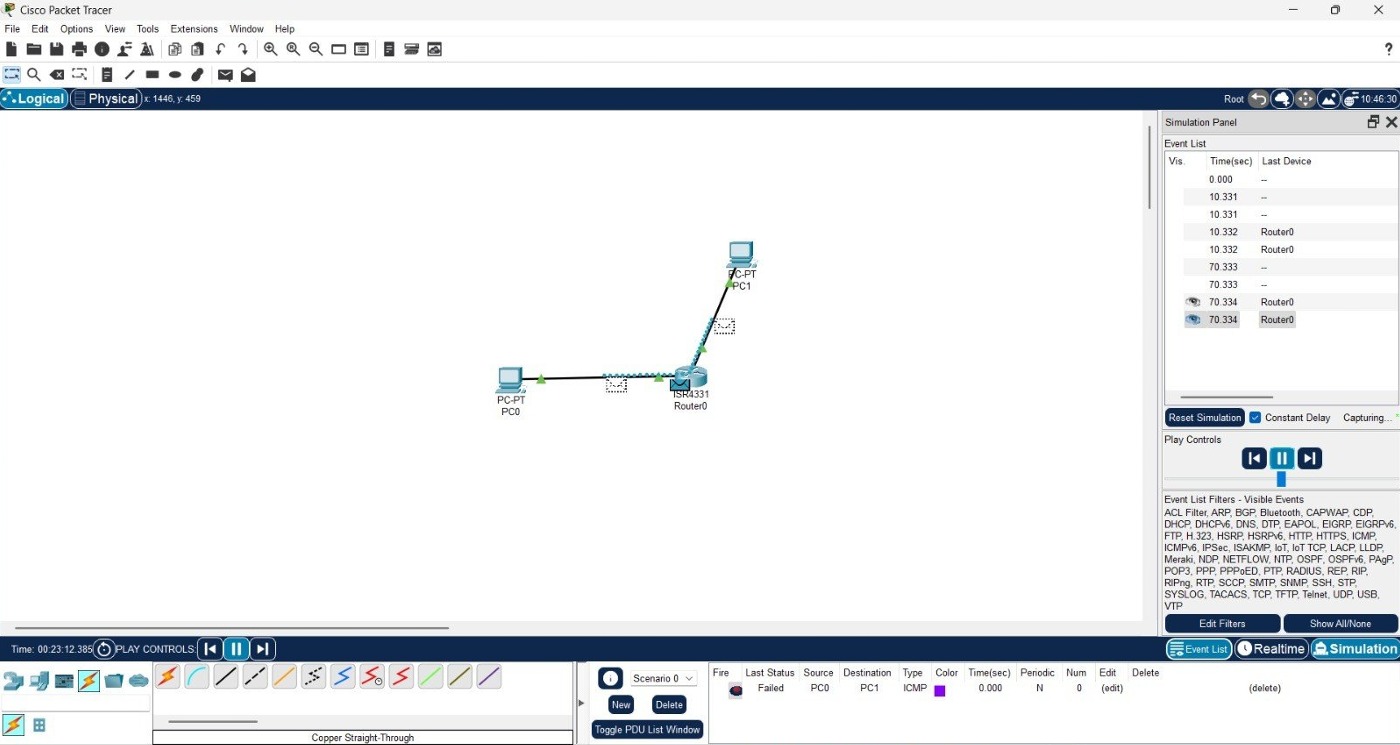 Cisco Packet Tracer
File Edit Options View Tools Extensions Window Help
?
Logical Physical x: 1446, y: 459 Root 10:46:30
Simulation Panel
Event List
Vis. Time(sec) Last Device
0.000 --
10.331 --
10.331 --
10.332 Router0
10.332 Router0
70.333 --
70.333 --
70.334 Router0
70.334 Router0
PC-PT
PC1
PC-PT
PC0
ISR4331
Router0
Reset Simulation Constant Delay Capturing...
Play Controls
Event List Filters - Visible Events
ACL Filter, ARP, BGP, Bluetooth, CAPWAP, CDP,
DHCP, DHCPv6, DNS, DTP, EAPOL, EIGRP, EIGRPv6,
FTP, H.323, HSRP, HSRPv6, HTTP, HTTPS, ICMP,
ICMPv6, IPSec, ISAKMP, IoT, IoT TCP, LACP, LLDP,
Meraki, NDP, NETFLOW, NTP, OSPF, OSPFv6, PAgP,
POP3, PPP, PPPoED, PTP, RADIUS, REP, RIP,
RIPng, RTP, SCCP, SMTP, SNMP, SSH, STP,
SYSLOG, TACACS, TCP, TFTP, Telnet, UDP, USB,
VTP
Edit Filters Show All/None
Time: 00:23:12.385 PLAY CONTROLS: Event List Realtime Simulation
Scenario 0
New Delete
Toggle PDU List Window
Fire Last Status Source Destination Type Color Time(sec) Periodic Num Edit Delete
Failed PC0 PC1 ICMP 0.000 N 0 (edit) (delete)
Copper Straight-Through